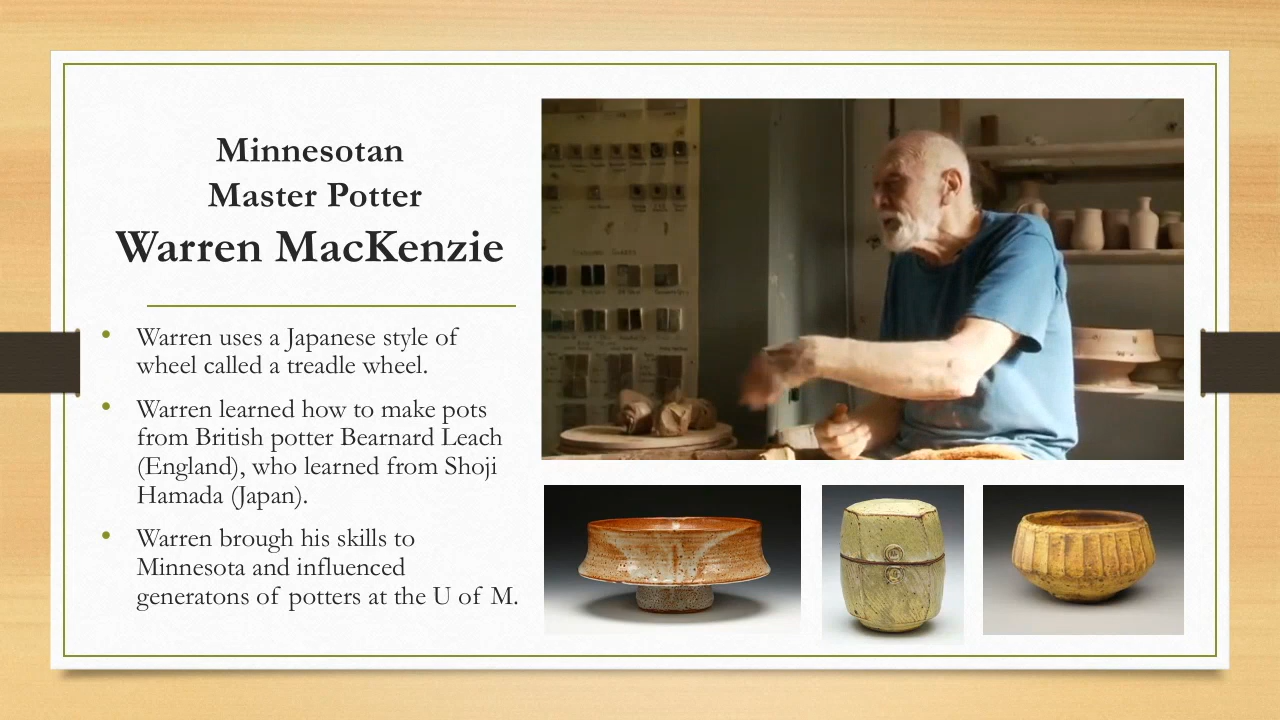 Minnesotan
Master Potter
Warren MacKenzie
• Warren uses a Japanese style of
wheel called a treadle wheel.
• Warren learned how to make pots
from British potter Bearnard Leach
(England), who learned from Shoji
Hamada (Japan).
• Warren brough his skills to
Minnesota and influenced
generatons of potters at the U of M.